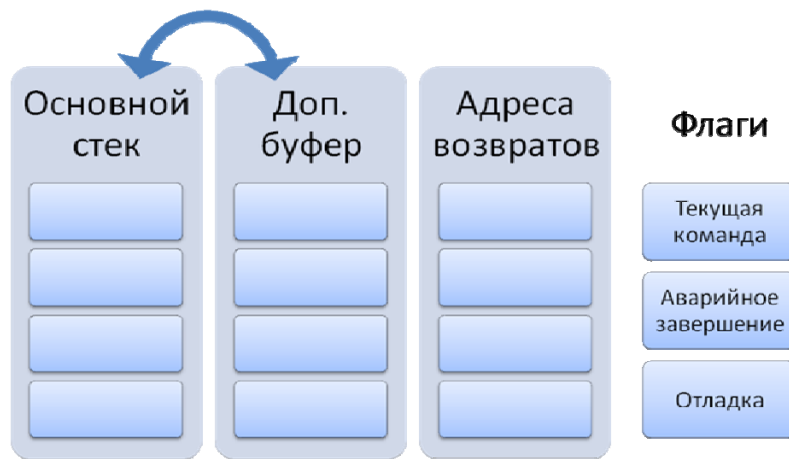 Основной
стек
Доп.
буфер
Адреса
возвратов
Флаги
Текущая
команда
Аварийное
завершение
Отладка